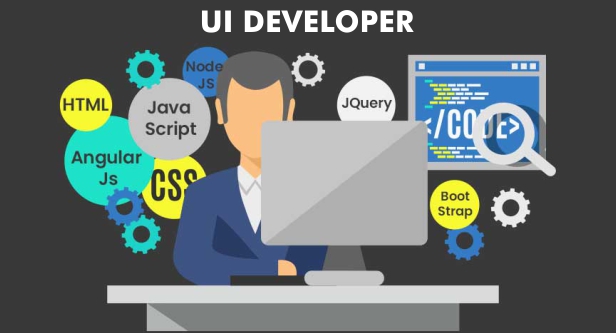 UI DEVELOPER
Node
JS
HTML
Java
Script
JQuery
</CODE>
Angular
Js
CSS
Boot
Strap